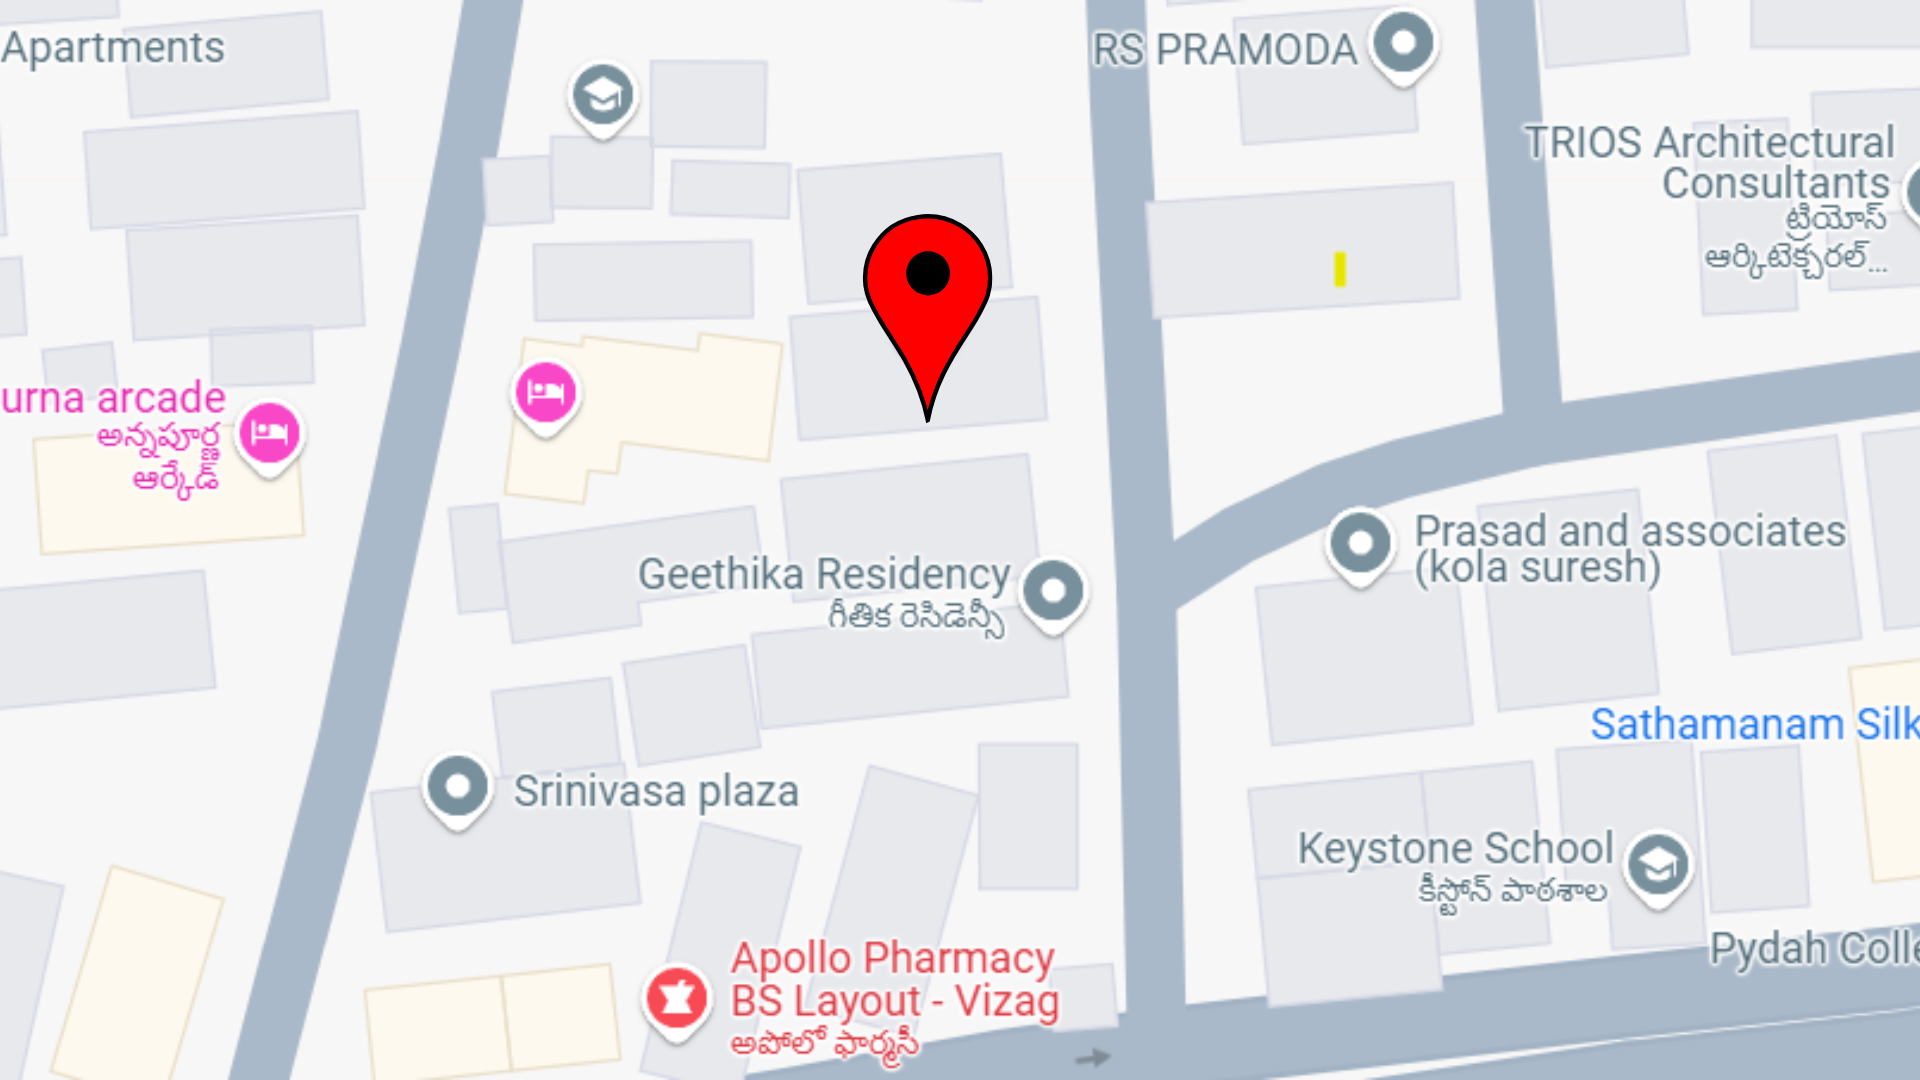 Apartments
RS PRAMODA
TRIOS Architectural
Consultants
ట్రియోస్
ఆర్కిటెక్చరల్...
urna arcade
అన్నపూర్ణ
ఆర్కేడ్
Geethika Residency
గీతిక రెసిడెన్సీ
Prasad and associates
(kola suresh)
Sathamanam Silk
Srinivasa plaza
Keystone School
కీస్టోన్ పాఠశాల
Pydah Colle
Apollo Pharmacy
BS Layout - Vizag
అపోలో ఫార్మసీ